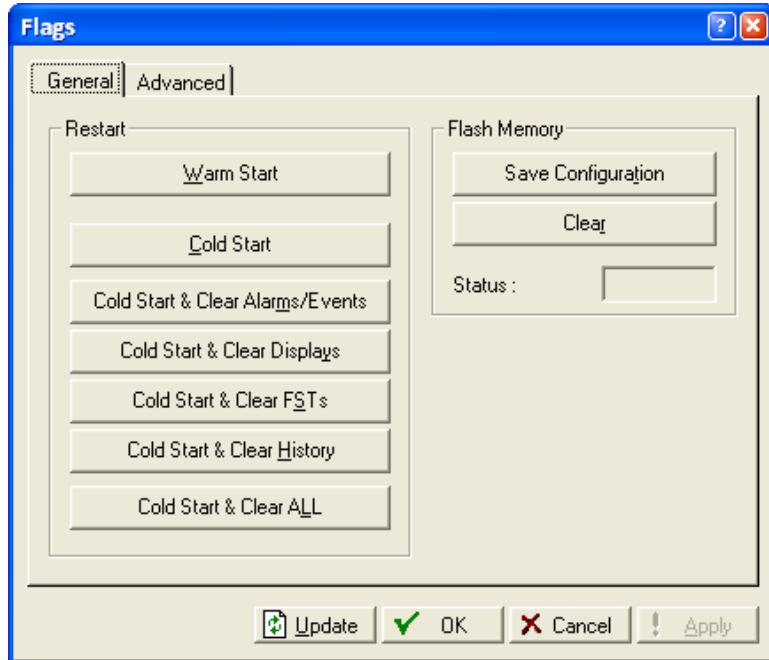 Flags
General
Advanced
Restart
Warm Start
Cold Start
Cold Start & Clear Alarms/Events
Cold Start & Clear Displays
Cold Start & Clear FSTs
Cold Start & Clear History
Cold Start & Clear ALL
Flash Memory
Save Configuration
Clear
Status :
Update
OK
Cancel
Apply